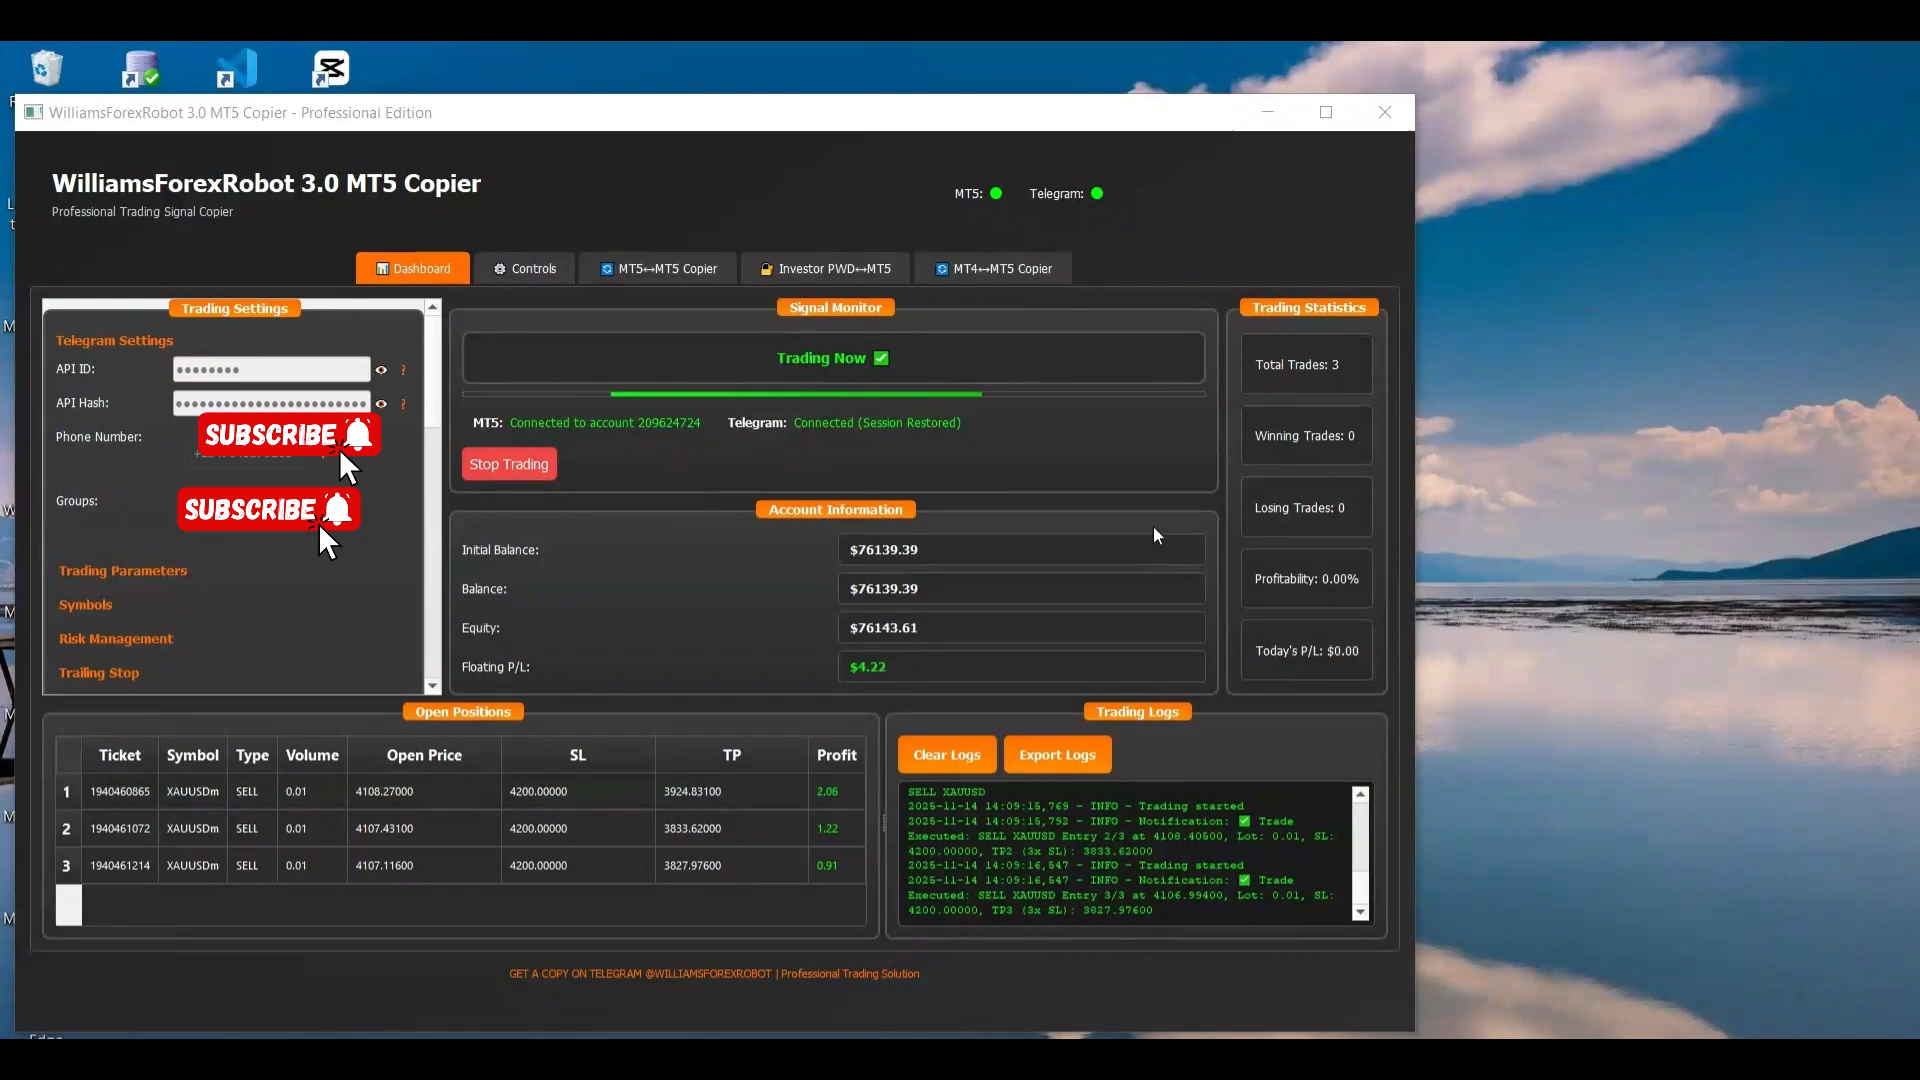 WilliamsForexRobot 3.0 MT5 Copier - Professional Edition
WilliamsForexRobot 3.0 MT5 Copier
Professional Trading Signal Copier
MT5:
Telegram:
Dashboard
Controls
MT5↔MT5 Copier
Investor PWD↔MT5
MT4↔MT5 Copier
Trading Settings
Telegram Settings
API ID:
?
API Hash:
?
Phone Number:
SUBSCRIBE
Groups:
SUBSCRIBE
Trading Parameters
Symbols
Risk Management
Trailing Stop
Signal Monitor
Trading Now ✅
MT5: Connected to account 209624724 Telegram: Connected (Session Restored)
Stop Trading
Account Information
Initial Balance: $76139.39
Balance: $76139.39
Equity: $76143.61
Floating P/L: $4.22
Trading Statistics
Total Trades: 3
Winning Trades: 0
Losing Trades: 0
Profitability: 0.00%
Today's P/L: $0.00
Open Positions
Ticket Symbol Type Volume Open Price SL TP Profit
1 1940460865 XAUUSDm SELL 0.01 4108.27000 4200.00000 3924.83100 2.06
2 1940461072 XAUUSDm SELL 0.01 4107.43100 4200.00000 3833.62000 1.22
3 1940461214 XAUUSDm SELL 0.01 4107.11600 4200.00000 3827.97600 0.91
Trading Logs
Clear Logs
Export Logs
SELL XAUUSD
2025-11-14 14:09:15,769 - INFO - Trading started
2025-11-14 14:09:15,792 - INFO - Notification: ✅ Trade
Executed: SELL XAUUSD Entry 2/3 at 4108.40500, Lot: 0.01, SL:
4200.00000, TP2 (3x SL): 3833.62000
2025-11-14 14:09:16,547 - INFO - Trading started
2025-11-14 14:09:16,547 - INFO - Notification: ✅ Trade
Executed: SELL XAUUSD Entry 3/3 at 4106.99400, Lot: 0.01, SL:
4200.00000, TP3 (3x SL): 3827.97600
GET A COPY ON TELEGRAM @WILLIAMSFOREXROBOT | Professional Trading Solution